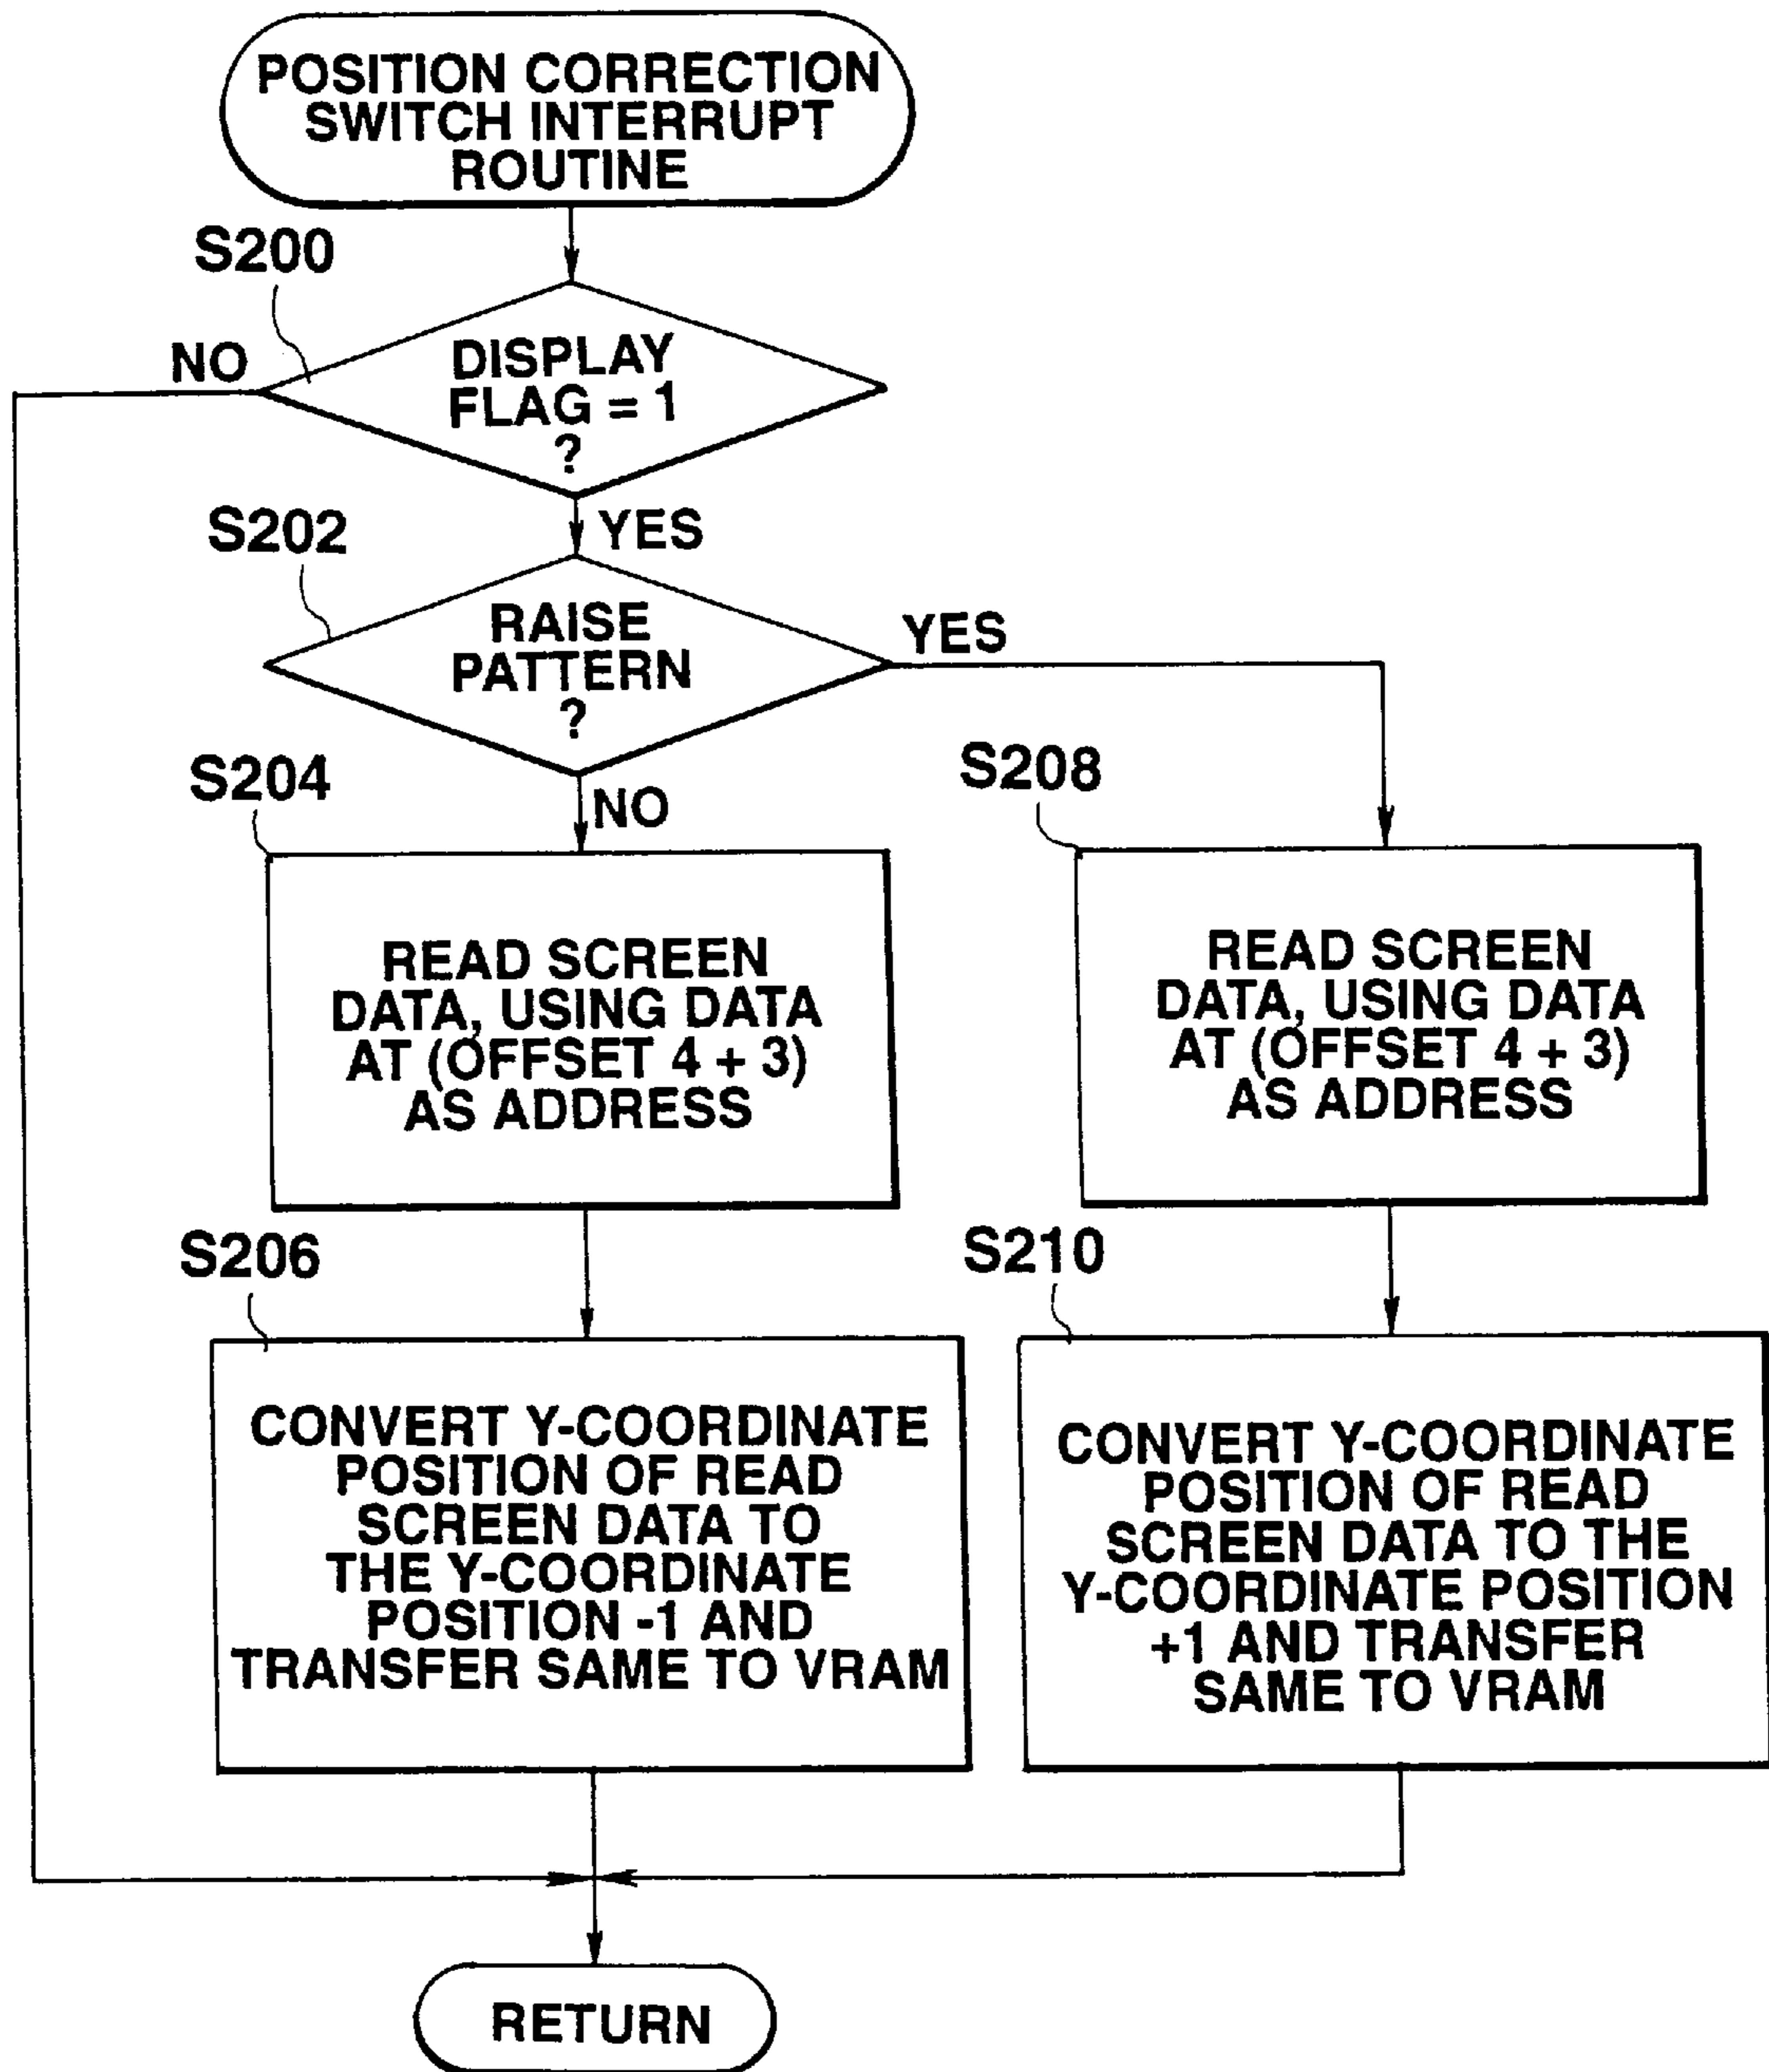 POSITION CORRECTION
SWITCH INTERRUPT
ROUTINE
S200
NO
DISPLAY
FLAG = 1
?
S202
YES
RAISE
PATTERN
?
YES
S204
NO
S208
READ SCREEN
DATA, USING DATA
AT (OFFSET 4 + 3)
AS ADDRESS
READ SCREEN
DATA, USING DATA
AT (OFFSET 4 + 3)
AS ADDRESS
S206
S210
CONVERT Y-COORDINATE
POSITION OF READ
SCREEN DATA TO
THE Y-COORDINATE
POSITION -1 AND
TRANSFER SAME TO VRAM
CONVERT Y-COORDINATE
POSITION OF READ
SCREEN DATA TO THE
Y-COORDINATE POSITION
+1 AND TRANSFER
SAME TO VRAM
RETURN